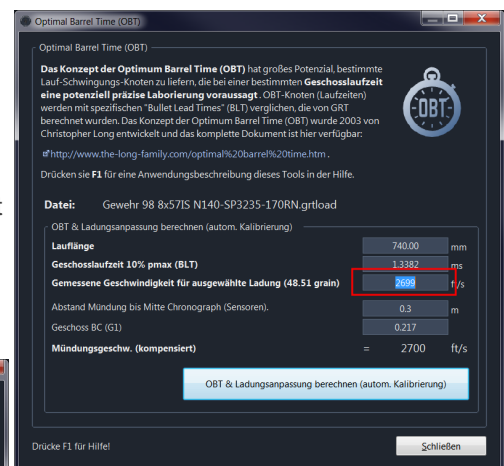 Optimal Barrel Time (OBT)
Optimal Barrel Time (OBT)
Das Konzept der Optimum Barrel Time (OBT) hat großes Potenzial, bestimmte
Lauf-Schwingungs-Knoten zu liefern, die bei einer bestimmten Geschosslaufzeit
eine potenziell präzise Laborierung voraussagt. OBT-Knoten (Laufzeiten)
werden mit spezifischen "Bullet Lead Times" (BLT) verglichen, die von GRT
berechnet wurden. Das Konzept der Optimum Barrel Time (OBT) wurde 2003 von
Christopher Long entwickelt und das komplette Dokument ist hier verfügbar:
http://www.the-long-family.com/optimal%20barrel%20time.htm .
Drücken sie F1 für eine Anwendungsbeschreibung dieses Tools in der Hilfe.
OBT
Datei: Gewehr 98 8x57IS N140-SP3235-170RN.grtload
OBT & Ladungsanpassung berechnen (autom. Kalibrierung)
Lauflänge 740.00 mm
Geschosslaufzeit 10% pmax (BLT) 1.3382 ms
Gemessene Geschwindigkeit für ausgewählte Ladung (48.51 grain) 2699 ft/s
Abstand Mündung bis Mitte Chronograph (Sensoren). 0.3 m
Geschoss BC (G1) 0.217
Mündungsgeschw. (kompensiert) = 2700 ft/s
OBT & Ladungsanpassung berechnen (autom. Kalibrierung)
Drücke F1 für Hilfe!
Schließen